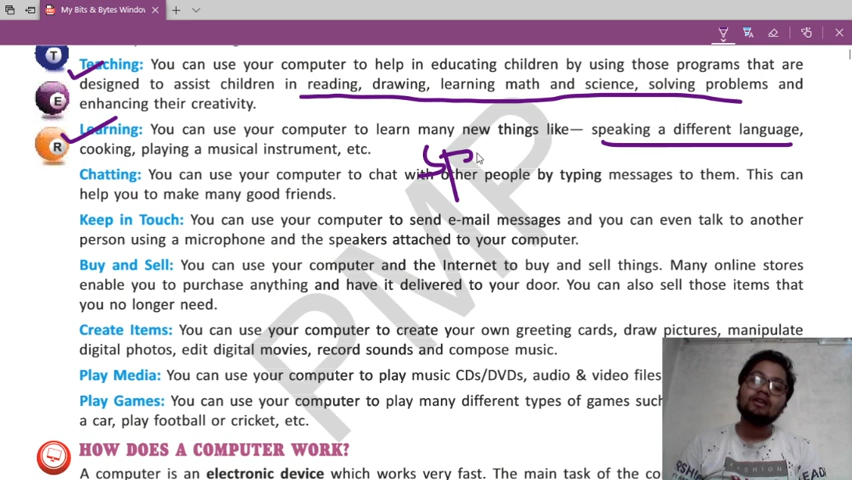 My Bits & Bytes Window
T
Teaching: You can use your computer to help in educating children by using those programs that are
designed to assist children in reading, drawing, learning math and science, solving problems and
E
enhancing their creativity.
Learning: You can use your computer to learn many new things like— speaking a different language,
R
cooking, playing a musical instrument, etc.
Chatting: You can use your computer to chat with other people by typing messages to them. This can
help you to make many good friends.
Keep in Touch: You can use your computer to send e-mail messages and you can even talk to another
person using a microphone and the speakers attached to your computer.
Buy and Sell: You can use your computer and the Internet to buy and sell things. Many online stores
enable you to purchase anything and have it delivered to your door. You can also sell those items that
you no longer need.
Create Items: You can use your computer to create your own greeting cards, draw pictures, manipulate
digital photos, edit digital movies, record sounds and compose music.
Play Media: You can use your computer to play music CDs/DVDs, audio & video files
Play Games: You can use your computer to play many different types of games such
a car, play football or cricket, etc.
HOW DOES A COMPUTER WORK?
A computer is an electronic device which works very fast. The main task of the
PMP
FASHION